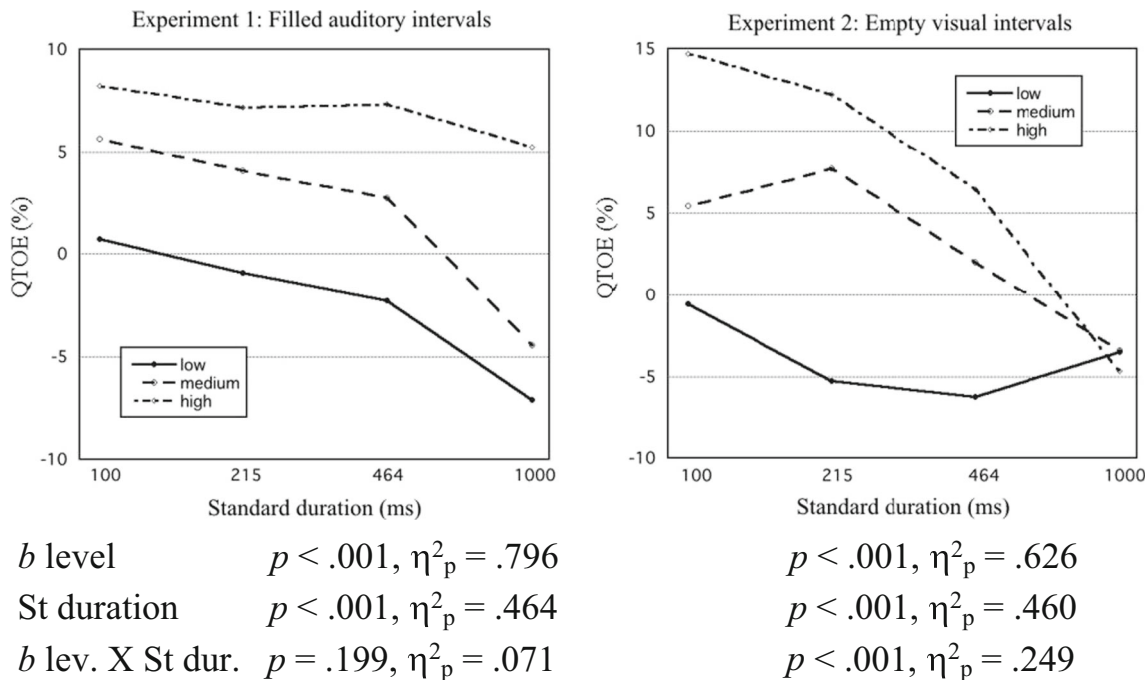 Experiment 1: Filled auditory intervals
10
5
0
-5
-10
QTOE (%)
low
medium
high
100 215 464 1000
Standard duration (ms)
Experiment 2: Empty visual intervals
15
10
5
0
-5
-10
QTOE (%)
low
medium
high
100 215 464 1000
Standard duration (ms)
b level p < .001, η²p = .796 p < .001, η²p = .626
St duration p < .001, η²p = .464 p < .001, η²p = .460
b lev. X St dur. p = .199, η²p = .071 p < .001, η²p = .249